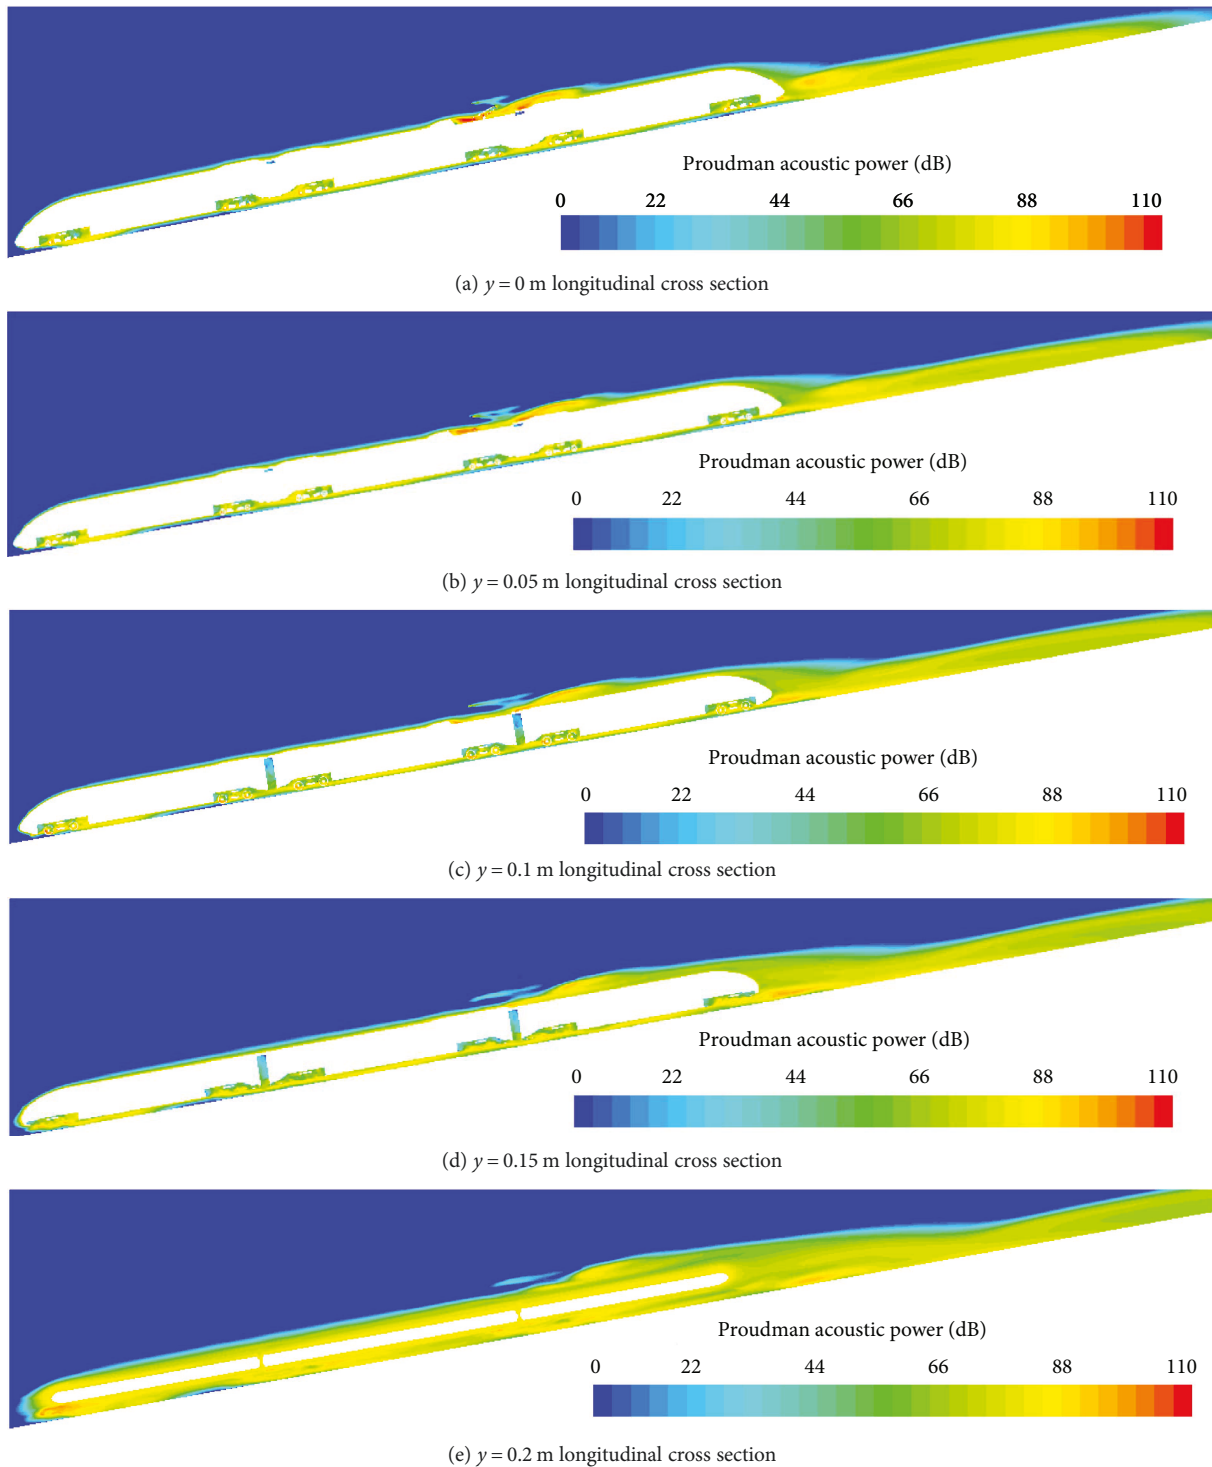 Proudman acoustic power (dB)
0 22 44 66 88 110
(a) y = 0 m longitudinal cross section
Proudman acoustic power (dB)
0 22 44 66 88 110
(b) y = 0.05 m longitudinal cross section
Proudman acoustic power (dB)
0 22 44 66 88 110
(c) y = 0.1 m longitudinal cross section
Proudman acoustic power (dB)
0 22 44 66 88 110
(d) y = 0.15 m longitudinal cross section
Proudman acoustic power (dB)
0 22 44 66 88 110
(e) y = 0.2 m longitudinal cross section